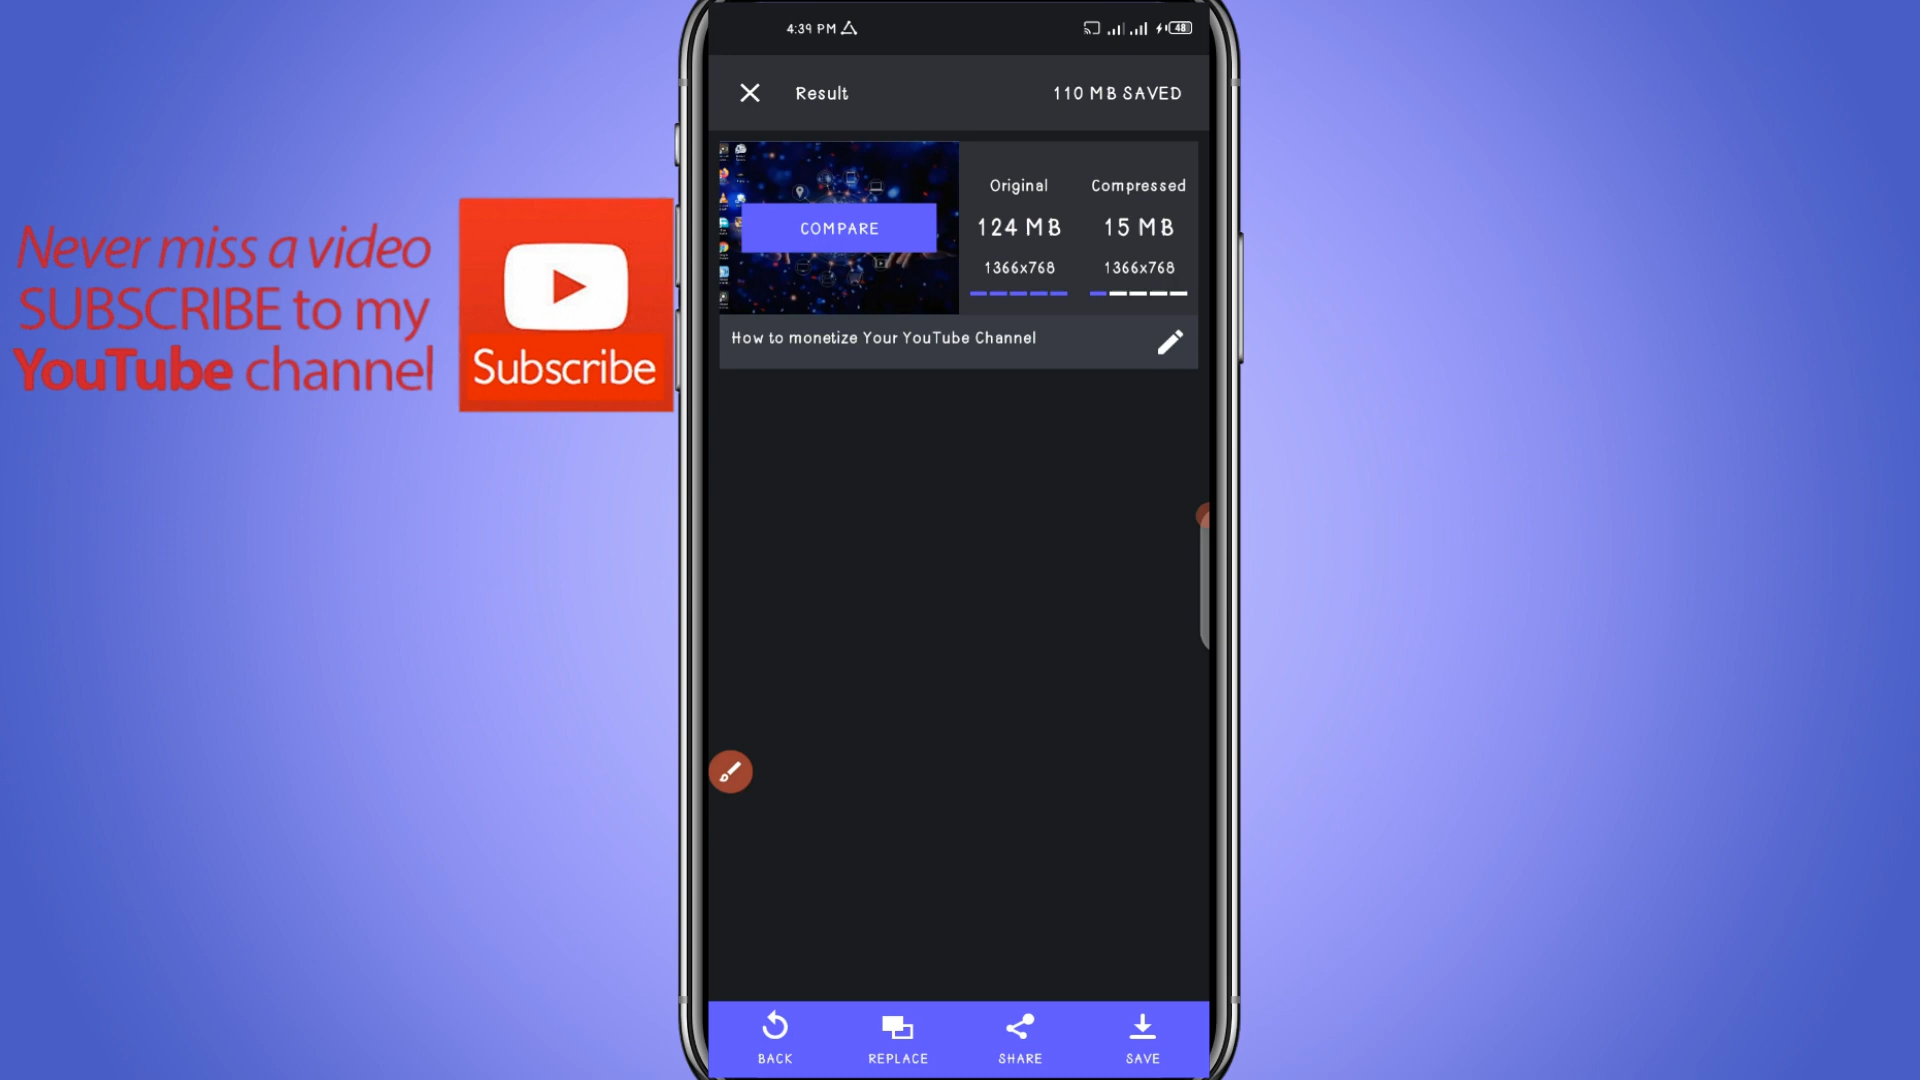 4:39 PM
48
Result
110 MB SAVED
COMPARE
Original
Compressed
124 MB
15 MB
1366x768
1366x768
How to monetize Your YouTube Channel
Never miss a video
SUBSCRIBE to my
YouTube channel
Subscribe
BACK
REPLACE
SHARE
SAVE